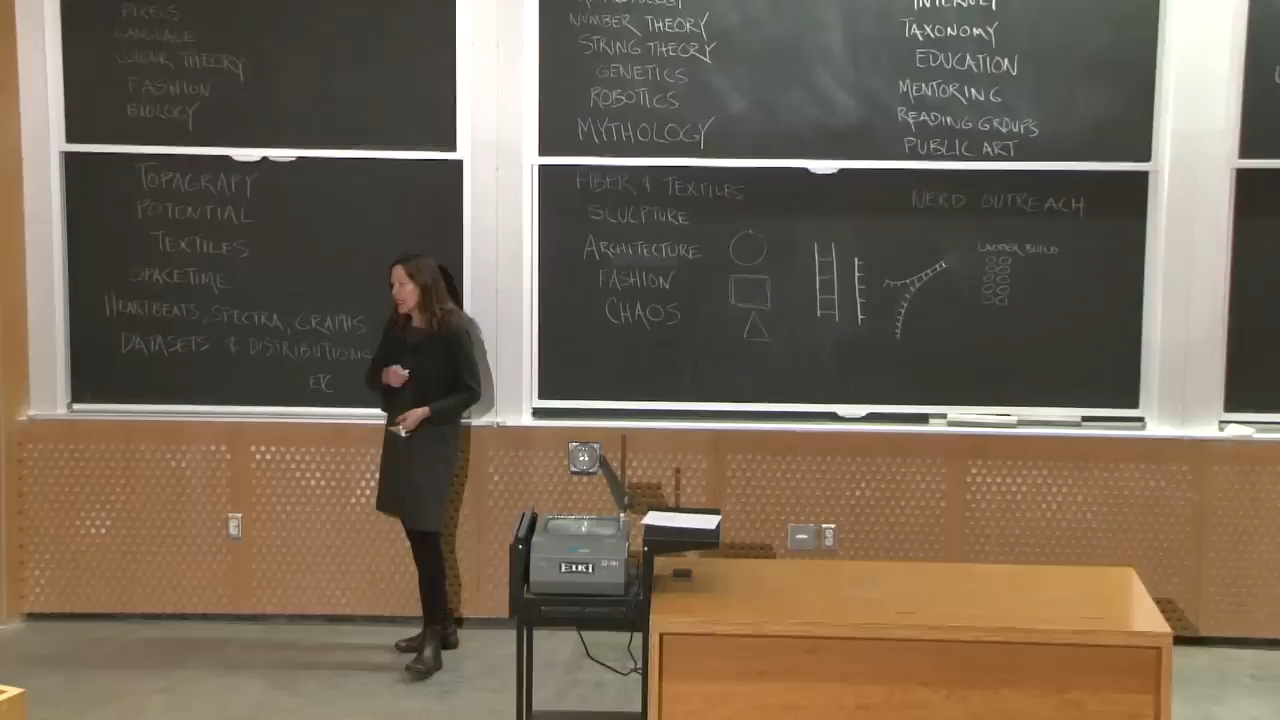 PIXELS
LANGUAGE
COLOUR THEORY
FASHION
BIOLOGY
TOPAGRAPY
POTENTIAL
TEXTILES
SPACETIME
HEARTBEATS, SPECTRA, GRAPHS
DATASETS & DISTRIBUTIONS
ETC
NUMBER THEORY
STRING THEORY
GENETICS
ROBOTICS
MYTHOLOGY
FIBER & TEXTILES
SCULPTURE
ARCHITECTURE
FASHION
CHAOS
INTERNET
TAXONOMY
EDUCATION
MENTORING
READING GROUPS
PUBLIC ART
NERD OUTREACH
LADDER BUILD
EIKI